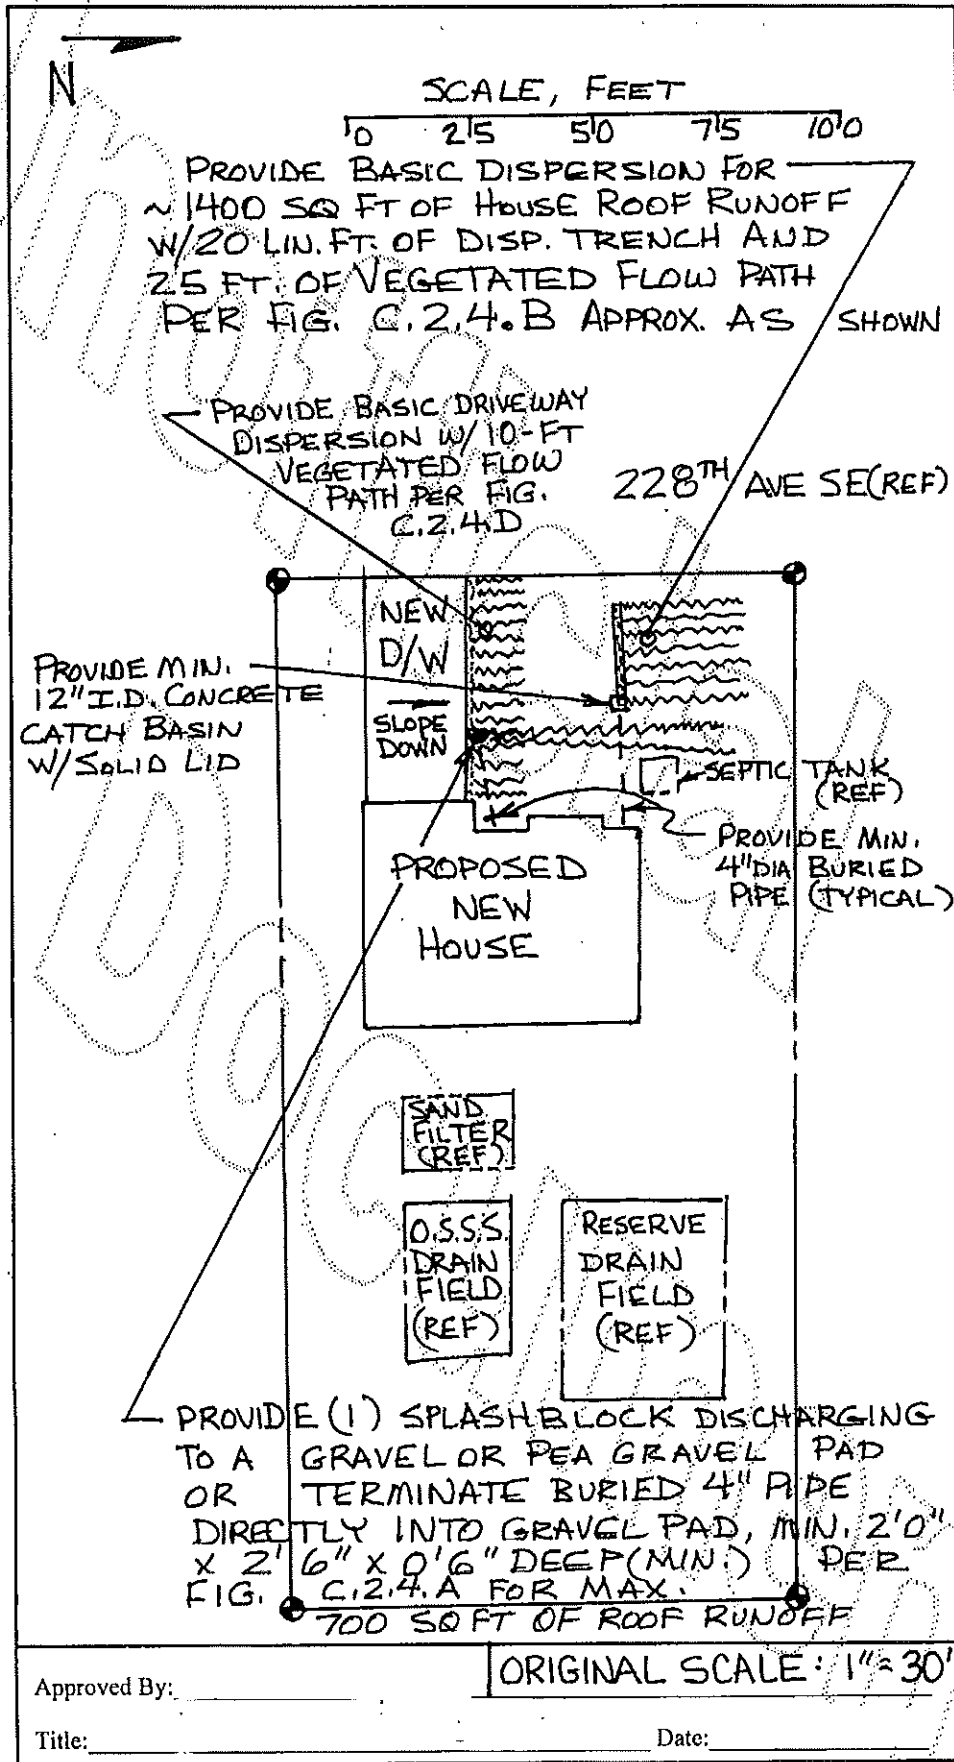 N
SCALE, FEET
0 25 50 75 100
PROVIDE BASIC DISPERSION FOR
~1400 SQ FT OF HOUSE ROOF RUNOFF
W/20 LIN. FT. OF DISP. TRENCH AND
25 FT. OF VEGETATED FLOW PATH
PER FIG. C.2.4.B APPROX. AS SHOWN
PROVIDE BASIC DRIVEWAY
DISPERSION W/ 10-FT
VEGETATED FLOW
PATH PER FIG.
C.2.4.D
228TH AVE SE(REF)
NEW
D/W
SLOPE
DOWN
PROVIDE MIN.
12" I.D. CONCRETE
CATCH BASIN
W/ SOLID LID
SEPTIC TANK
(REF)
PROVIDE MIN.
4" DIA BURIED
PIPE (TYPICAL)
PROPOSED
NEW
HOUSE
SAND
FILTER
(REF)
O.S.S.S.
DRAIN
FIELD
(REF)
RESERVE
DRAIN
FIELD
(REF)
PROVIDE (1) SPLASHBLOCK DISCHARGING
TO A GRAVEL OR PEA GRAVEL PAD
OR TERMINATE BURIED 4" PIPE
DIRECTLY INTO GRAVEL PAD, MIN. 2'0"
X 2'6" X 0'6" DEEP (MIN.) PER
FIG. C.2.4.A FOR MAX.
700 SQ FT OF ROOF RUNOFF
Approved By:
ORIGINAL SCALE: 1"=30'
Title: Date: